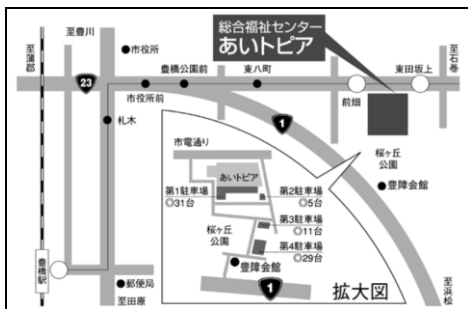 至豊川
至蒲郡
市役所
豊橋公園前
東八町
総合福祉センター
あいトピア
東田坂上
至石巻
23
市役所前
前畑
札木
1
市電通り
桜ヶ丘
公園
豊障会館
あいトピア
第1駐車場
◎31台
第2駐車場
◎5台
第3駐車場
◎11台
桜ヶ丘
公園
第4駐車場
◎29台
豊障会館
豊橋駅
郵便局
至田原
1
拡大図
至浜松